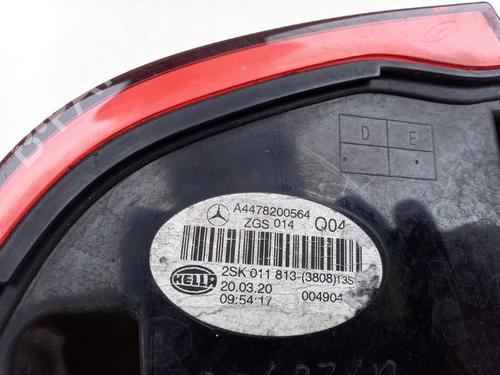 D E
A4478200564
ZGS 014 Q04
2SK 011 813-(3808)13S
HELLA
20.03.20
004904
09:54:17